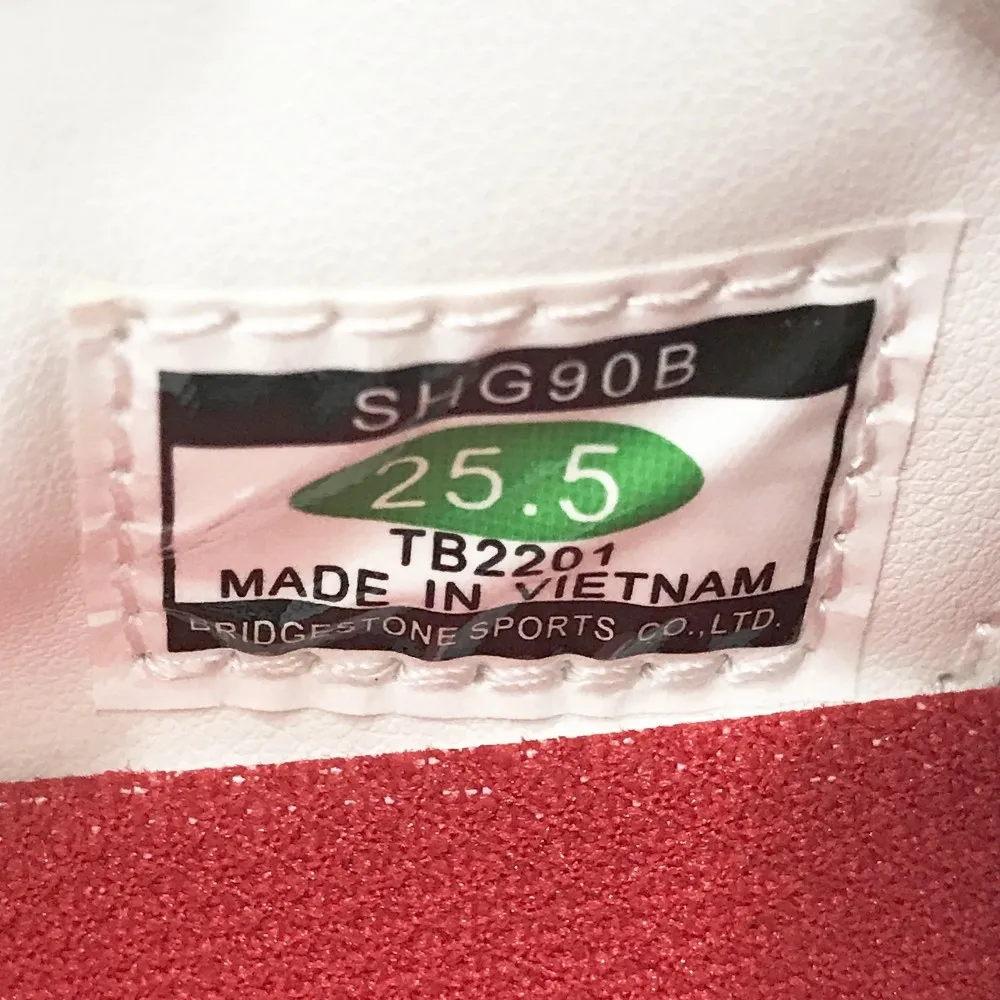 SHG90B
25.5
TB2201
MADE IN VIETNAM
BRIDGESTONE SPORTS CO.,LTD.